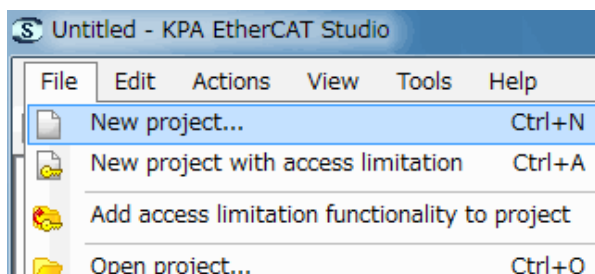 Untitled - KPA EtherCAT Studio
File Edit Actions View Tools Help
New project... Ctrl+N
New project with access limitation Ctrl+A
Add access limitation functionality to project
Open project... Ctrl+O